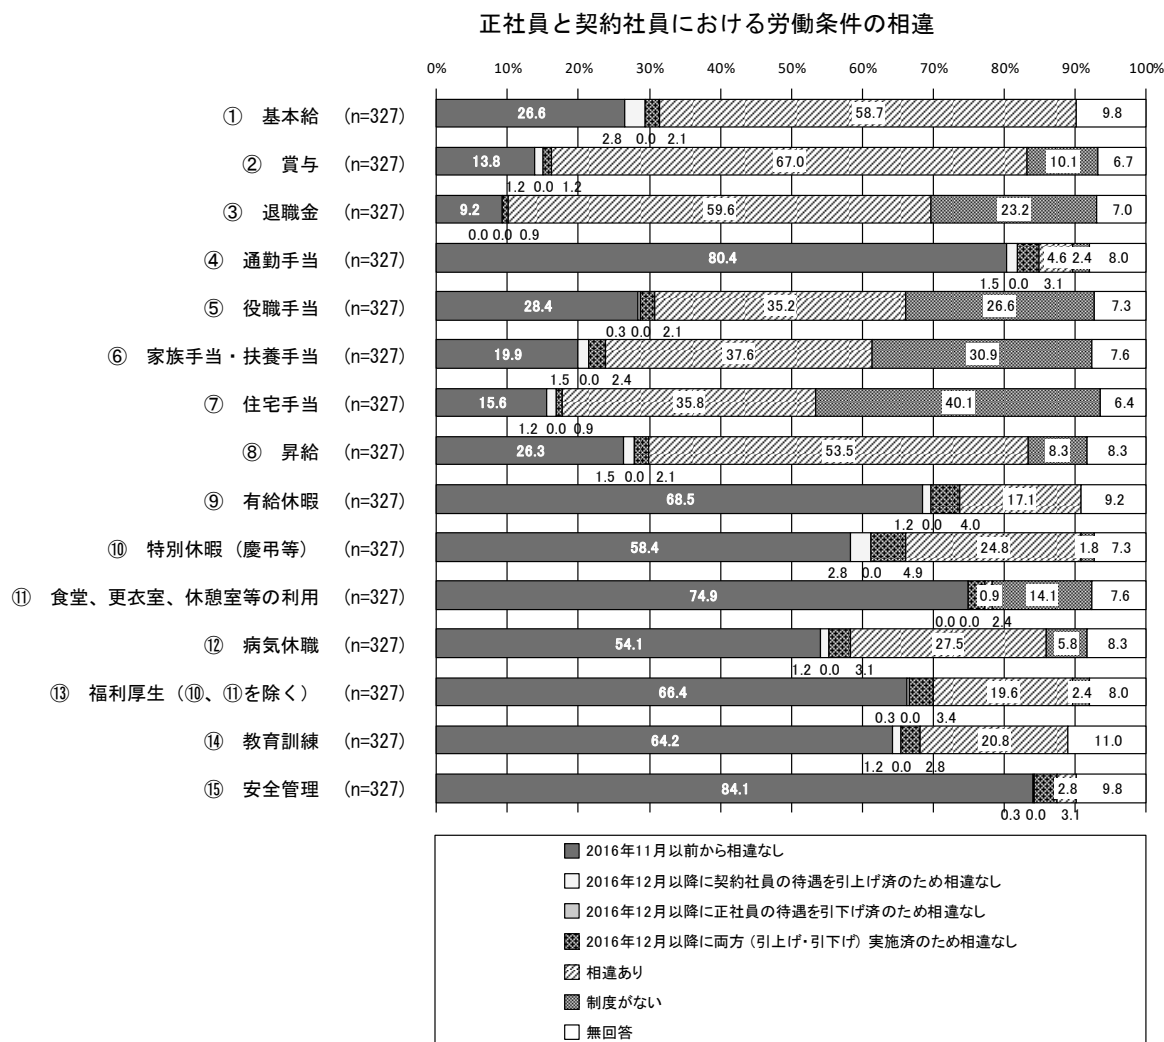 正社員と契約社員における労働条件の相違
0% 10% 20% 30% 40% 50% 60% 70% 80% 90% 100%
① 基本給 (n=327) 26.6 58.7 9.8
2.8 0.0 2.1
② 賞与 (n=327) 13.8 67.0 10.1 6.7
1.2 0.0 1.2
③ 退職金 (n=327) 9.2 59.6 23.2 7.0
0.0 0.0 0.9
④ 通勤手当 (n=327) 80.4 4.6 2.4 8.0
1.5 0.0 3.1
⑤ 役職手当 (n=327) 28.4 35.2 26.6 7.3
0.3 0.0 2.1
⑥ 家族手当・扶養手当 (n=327) 19.9 37.6 30.9 7.6
1.5 0.0 2.4
⑦ 住宅手当 (n=327) 15.6 35.8 40.1 6.4
1.2 0.0 0.9
⑧ 昇給 (n=327) 26.3 53.5 8.3 8.3
1.5 0.0 2.1
⑨ 有給休暇 (n=327) 68.5 17.1 9.2
1.2 0.0 4.0
⑩ 特別休暇（慶弔等） (n=327) 58.4 24.8 1.8 7.3
2.8 0.0 4.9
⑪ 食堂、更衣室、休憩室等の利用 (n=327) 74.9 0.9 14.1 7.6
0.0 0.0 2.4
⑫ 病気休職 (n=327) 54.1 27.5 5.8 8.3
1.2 0.0 3.1
⑬ 福利厚生（⑩、⑪を除く） (n=327) 66.4 19.6 2.4 8.0
0.3 0.0 3.4
⑭ 教育訓練 (n=327) 64.2 20.8 11.0
1.2 0.0 2.8
⑮ 安全管理 (n=327) 84.1 2.8 9.8
0.3 0.0 3.1
2016年11月以前から相違なし
2016年12月以降に契約社員の待遇を引上げ済のため相違なし
2016年12月以降に正社員の待遇を引下げ済のため相違なし
2016年12月以降に両方（引上げ・引下げ）実施済のため相違なし
相違あり
制度がない
無回答